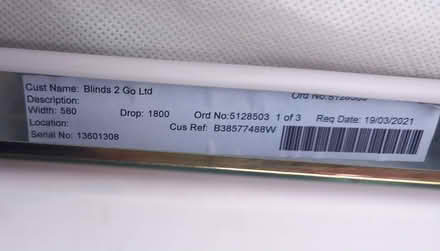 Cust Name: Blinds 2 Go Ltd
Description:
Width: 580 Drop: 1800 Ord No:5128503 1 of 3 Req Date: 19/03/2021
Location: Cus Ref: B38577488W
Serial No: 13601308